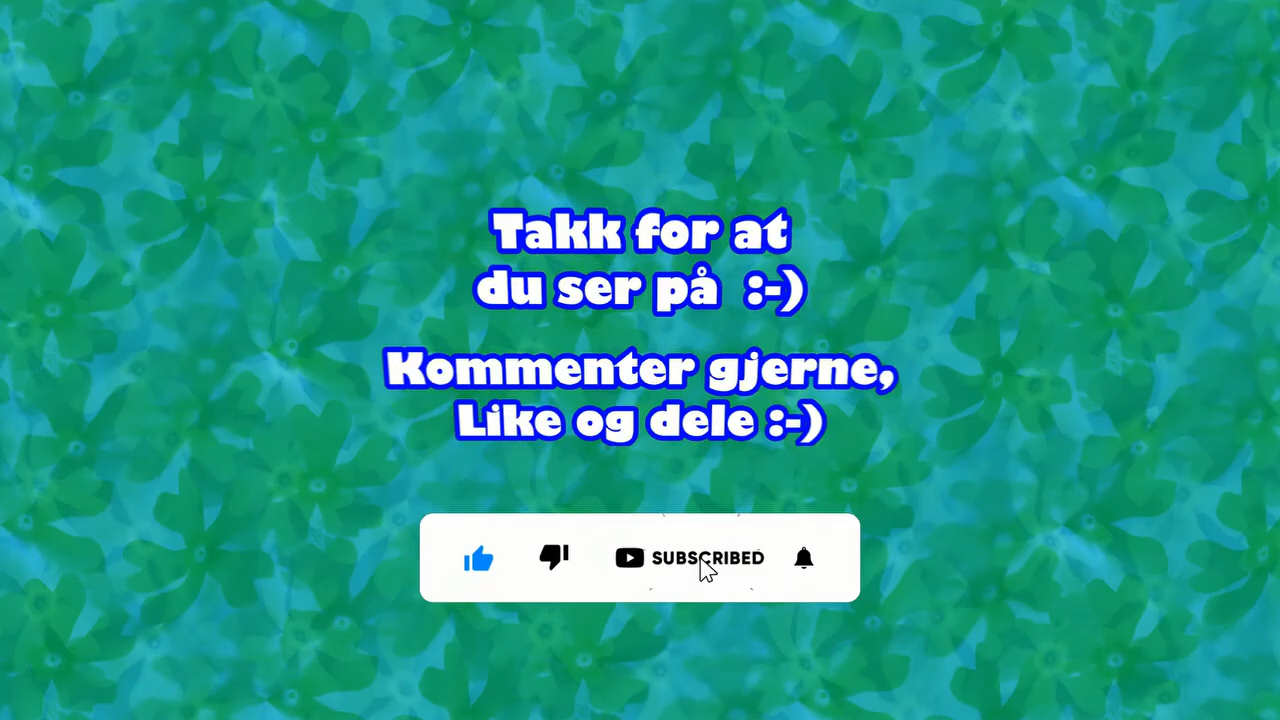 Takk for at
du ser på :-)
Kommenter gjerne,
Like og dele :-)
SUBSCRIBED